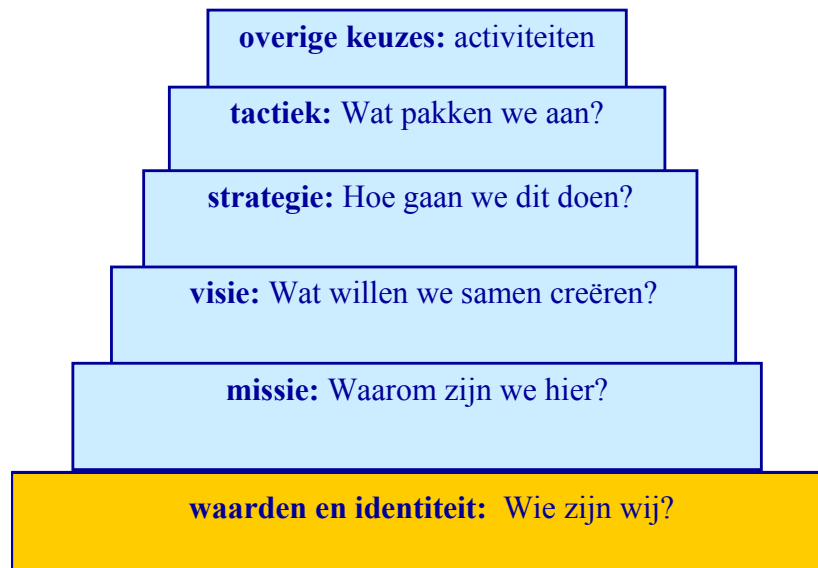 overige keuzes: activiteiten
tactiek: Wat pakken we aan?
strategie: Hoe gaan we dit doen?
visie: Wat willen we samen creëren?
missie: Waarom zijn we hier?
waarden en identiteit: Wie zijn wij?